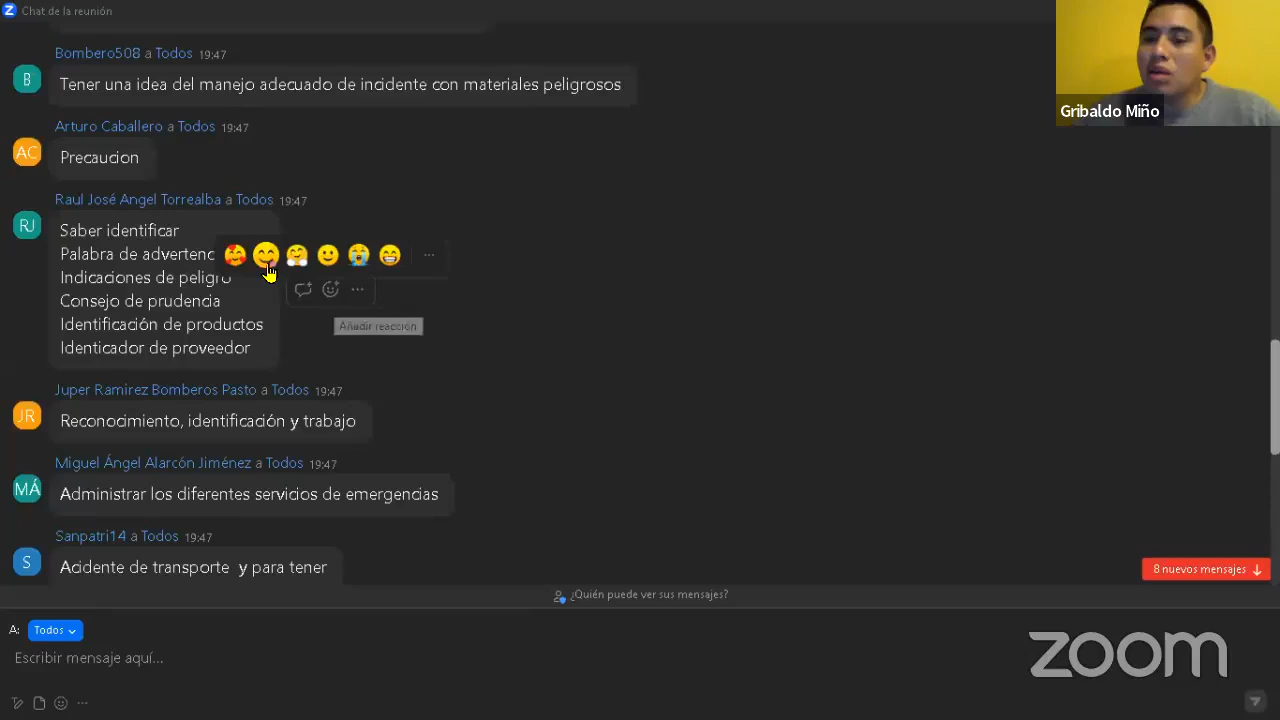 Chat de la reunión
Bombero508 a Todos 19:47
B
Tener una idea del manejo adecuado de incidente con materiales peligrosos
Arturo Caballero a Todos 19:47
AC
Precaucion
Raul José Angel Torrealba a Todos 19:47
RJ
Saber identificar
Palabra de advertenc
Indicaciones de peligro
Consejo de prudencia
Identificación de productos
Identicador de proveedor
Añadir reacción
Juper Ramirez Bomberos Pasto a Todos 19:47
JR
Reconocimiento, identificación y trabajo
Miguel Ángel Alarcón Jiménez a Todos 19:47
MÁ
Administrar los diferentes servicios de emergencias
Sanpatri14 a Todos 19:47
S
Acidente de transporte y para tener
8 nuevos mensajes
¿Quién puede ver sus mensajes?
A: Todos
Escribir mensaje aquí...
Gribaldo Miño
zoom